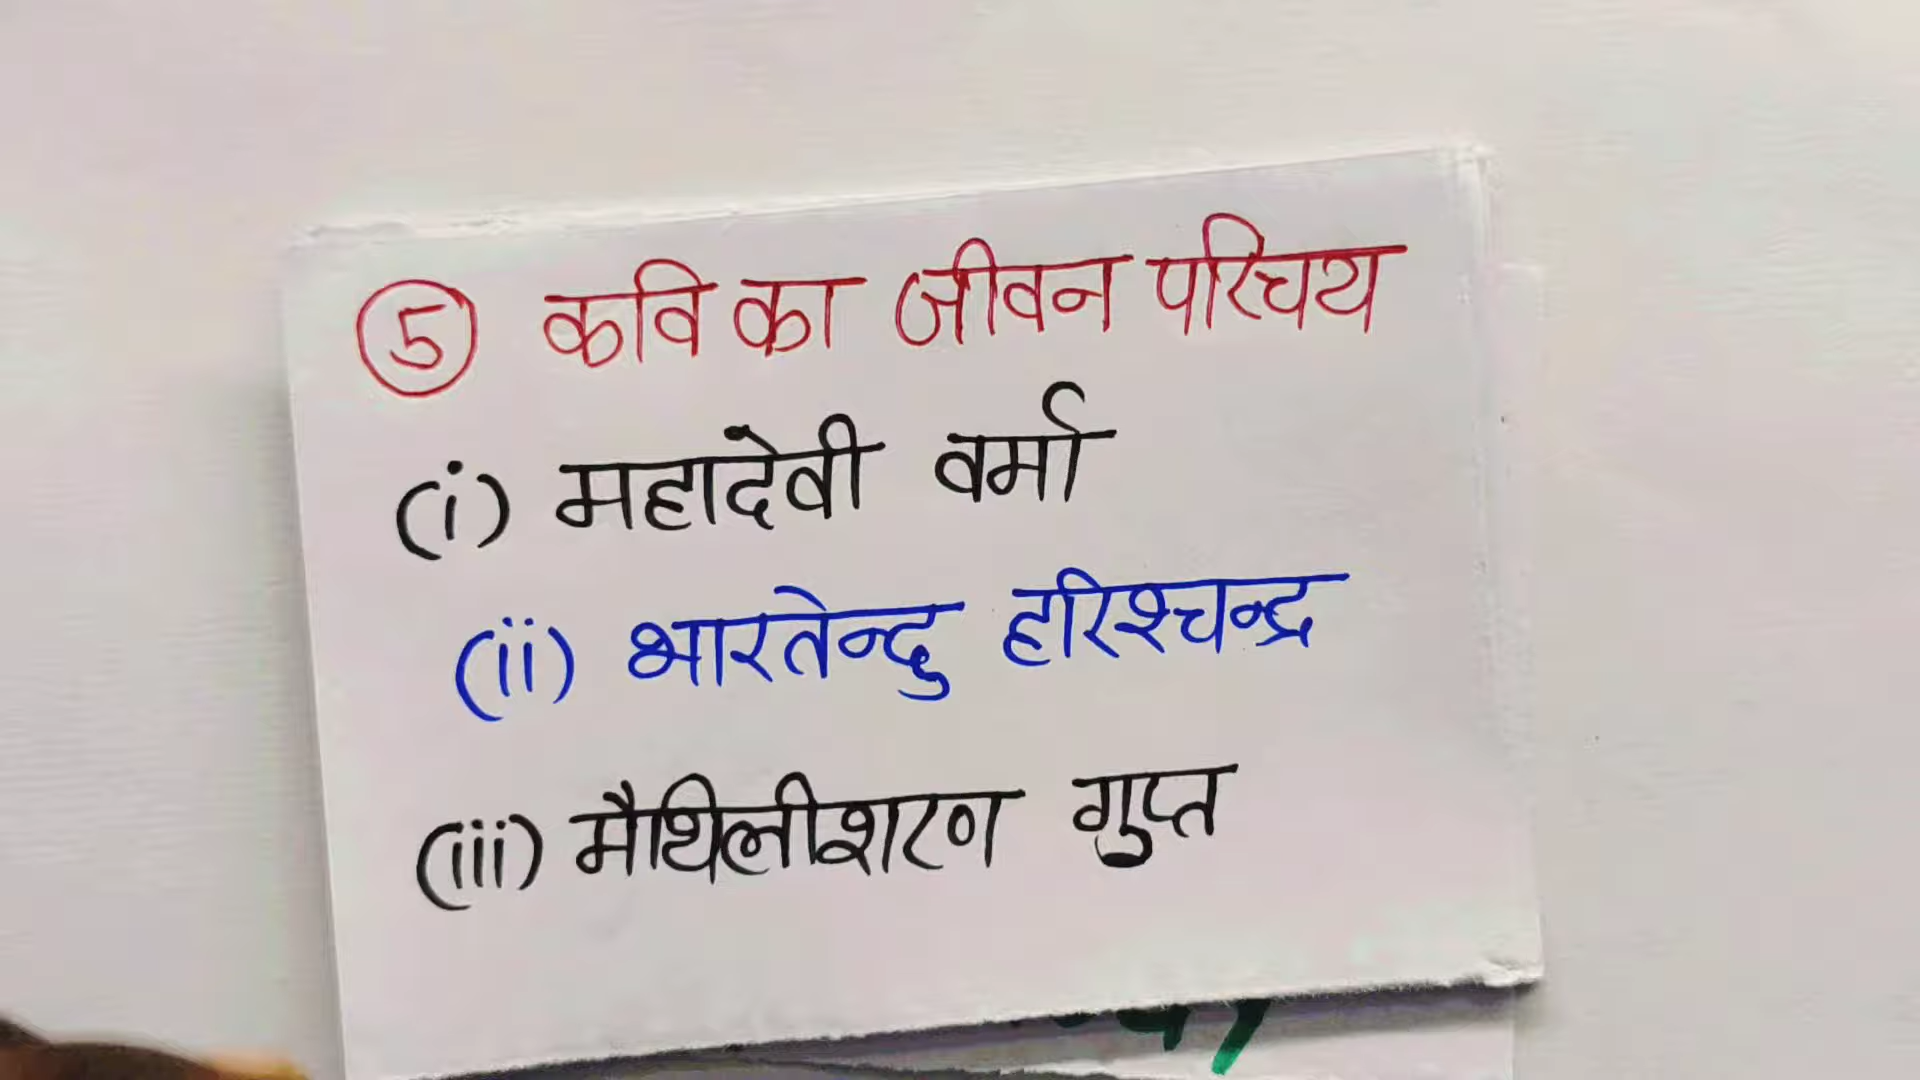 ⑤ कवि का जीवन परिचय
(i) महादेवी वर्मा
(ii) भारतेन्दु हरिश्चन्द्र
(iii) मैथिलीशरण गुप्त